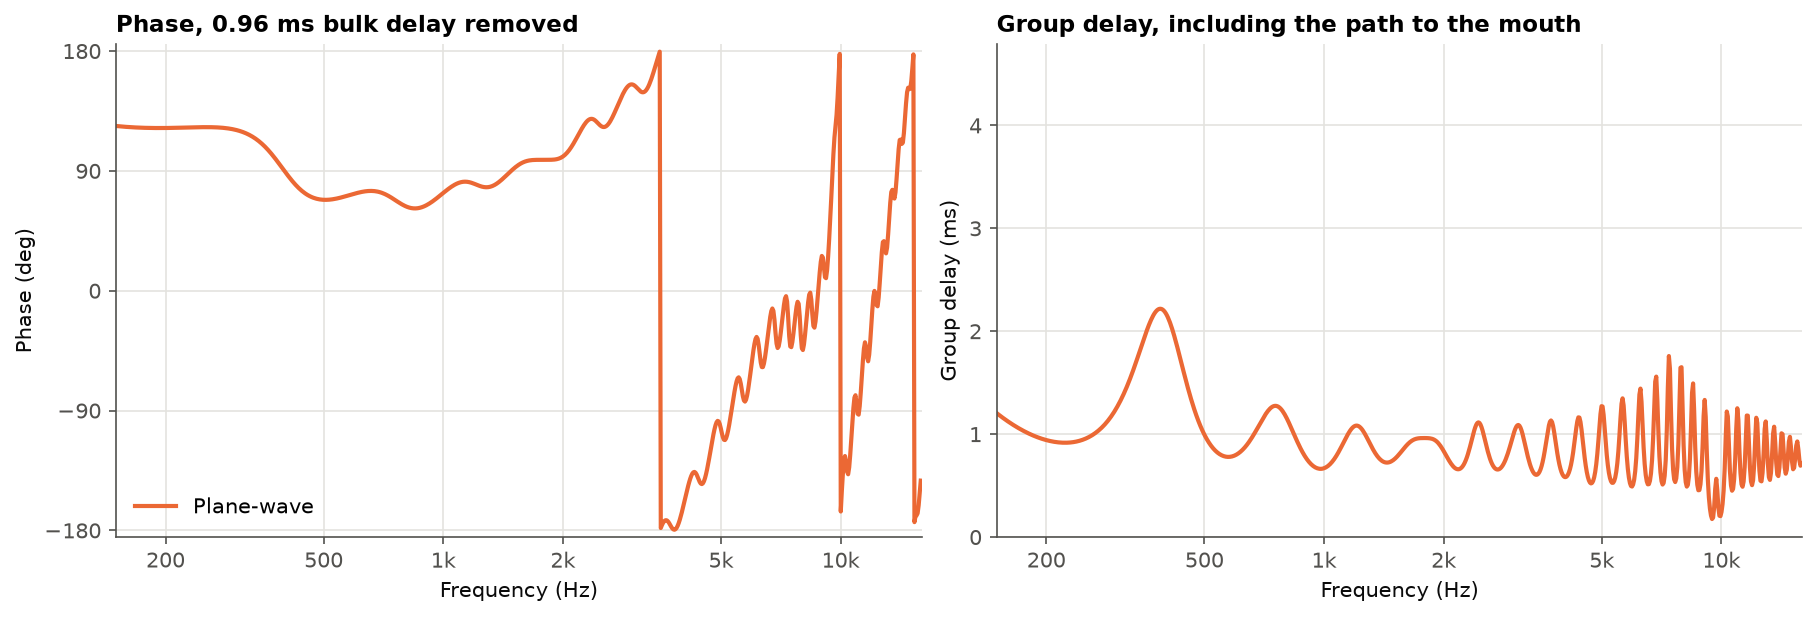 Phase, 0.96 ms bulk delay removed
180
90
0
−90
−180
Phase (deg)
Plane-wave
200 500 1k 2k 5k 10k
Frequency (Hz)
Group delay, including the path to the mouth
4
3
2
1
0
Group delay (ms)
200 500 1k 2k 5k 10k
Frequency (Hz)